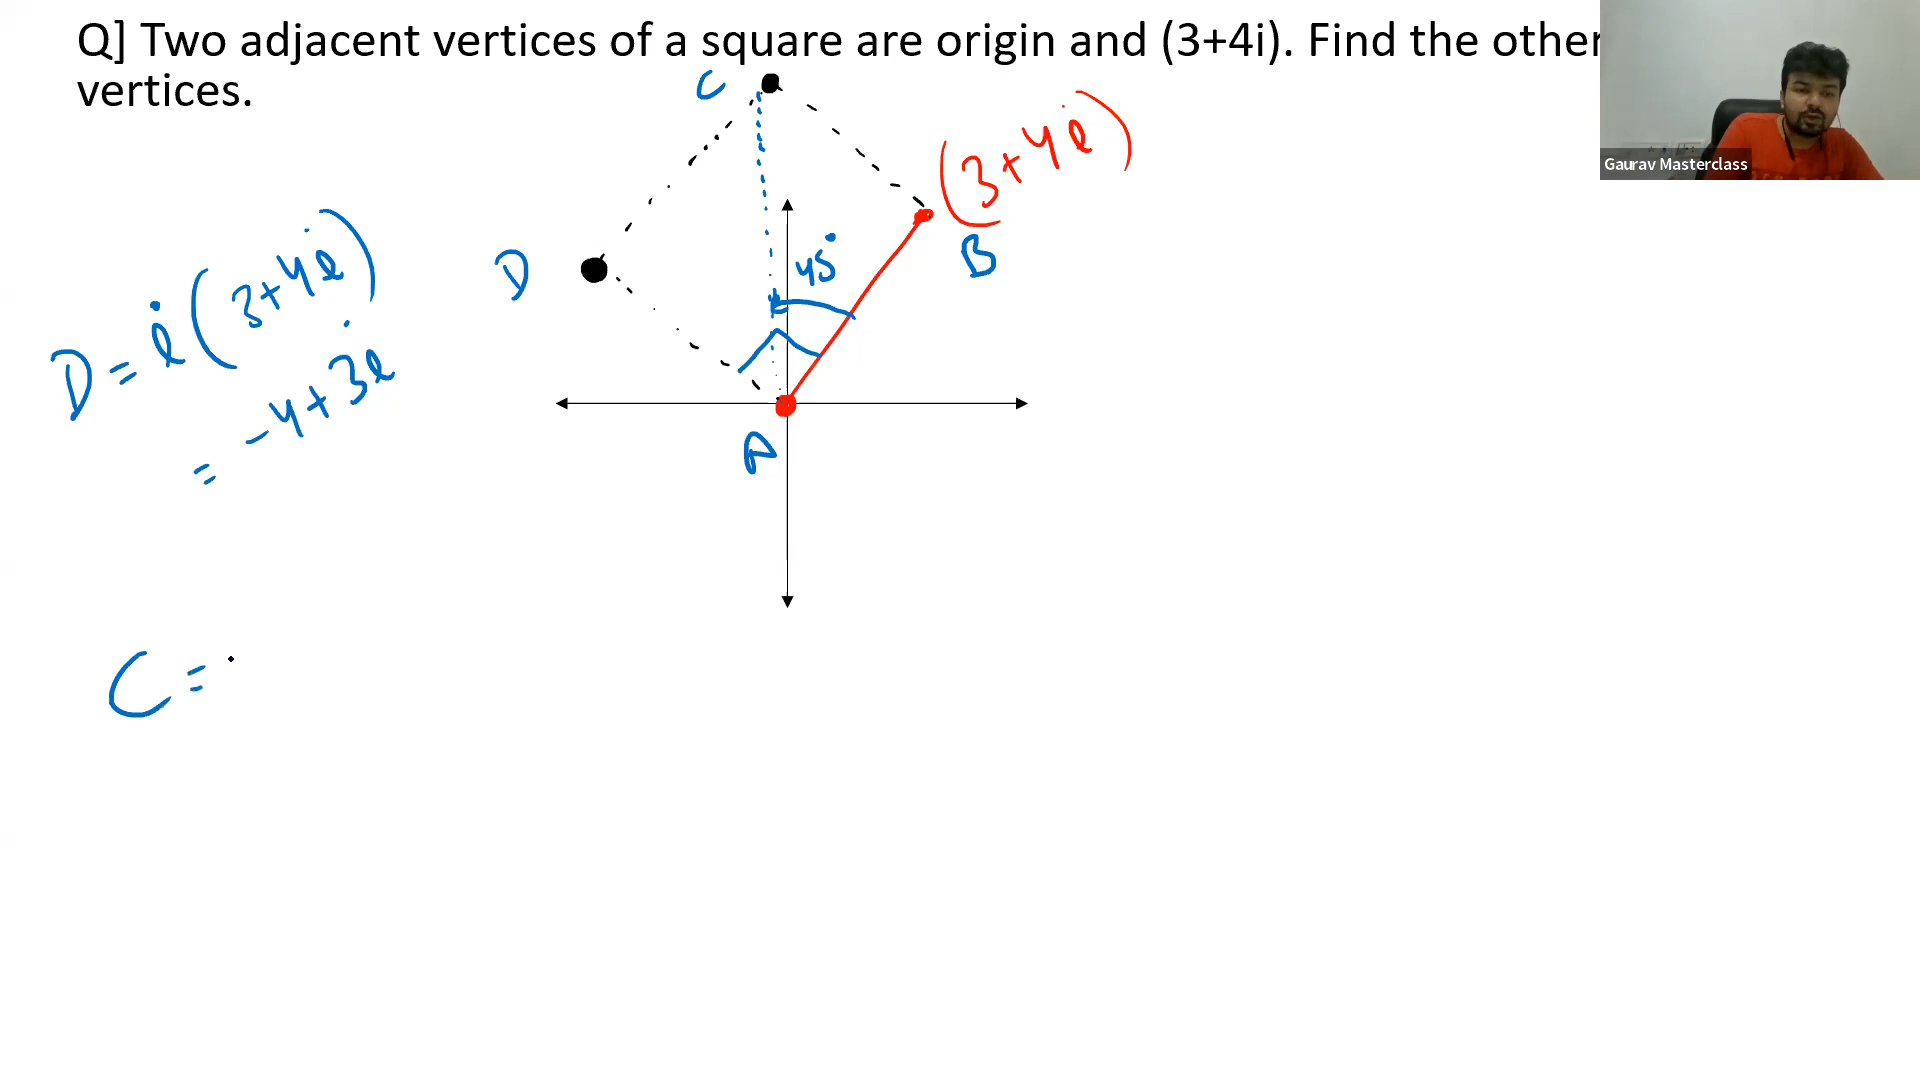 Q] Two adjacent vertices of a square are origin and (3+4i). Find the other
vertices.
Gaurav Masterclass
C
(3+4i)
B
45°
D
A
D = i(3+4i)
= -4+3i
C =